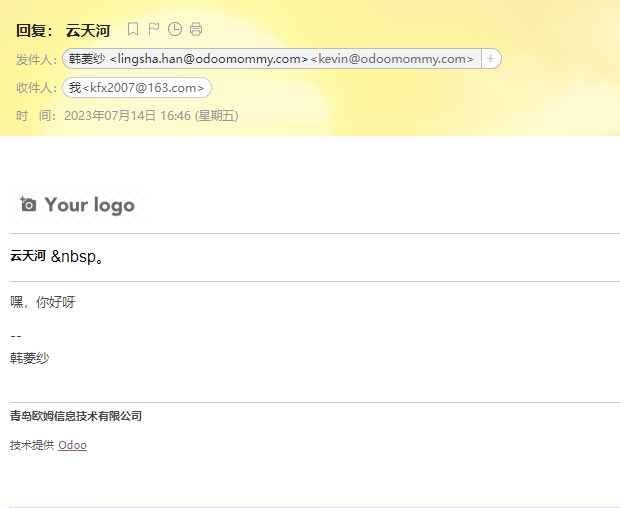 回复： 云天河
发件人： 韩菱纱 <lingsha.han@odoomommy.com><kevin@odoomommy.com> +
收件人： 我<kfx2007@163.com>
时 间： 2023年07月14日 16:46 (星期五)
Your logo
云天河 &nbsp。
嘿，你好呀
--
韩菱纱
青岛欧姆信息技术有限公司
技术提供 Odoo